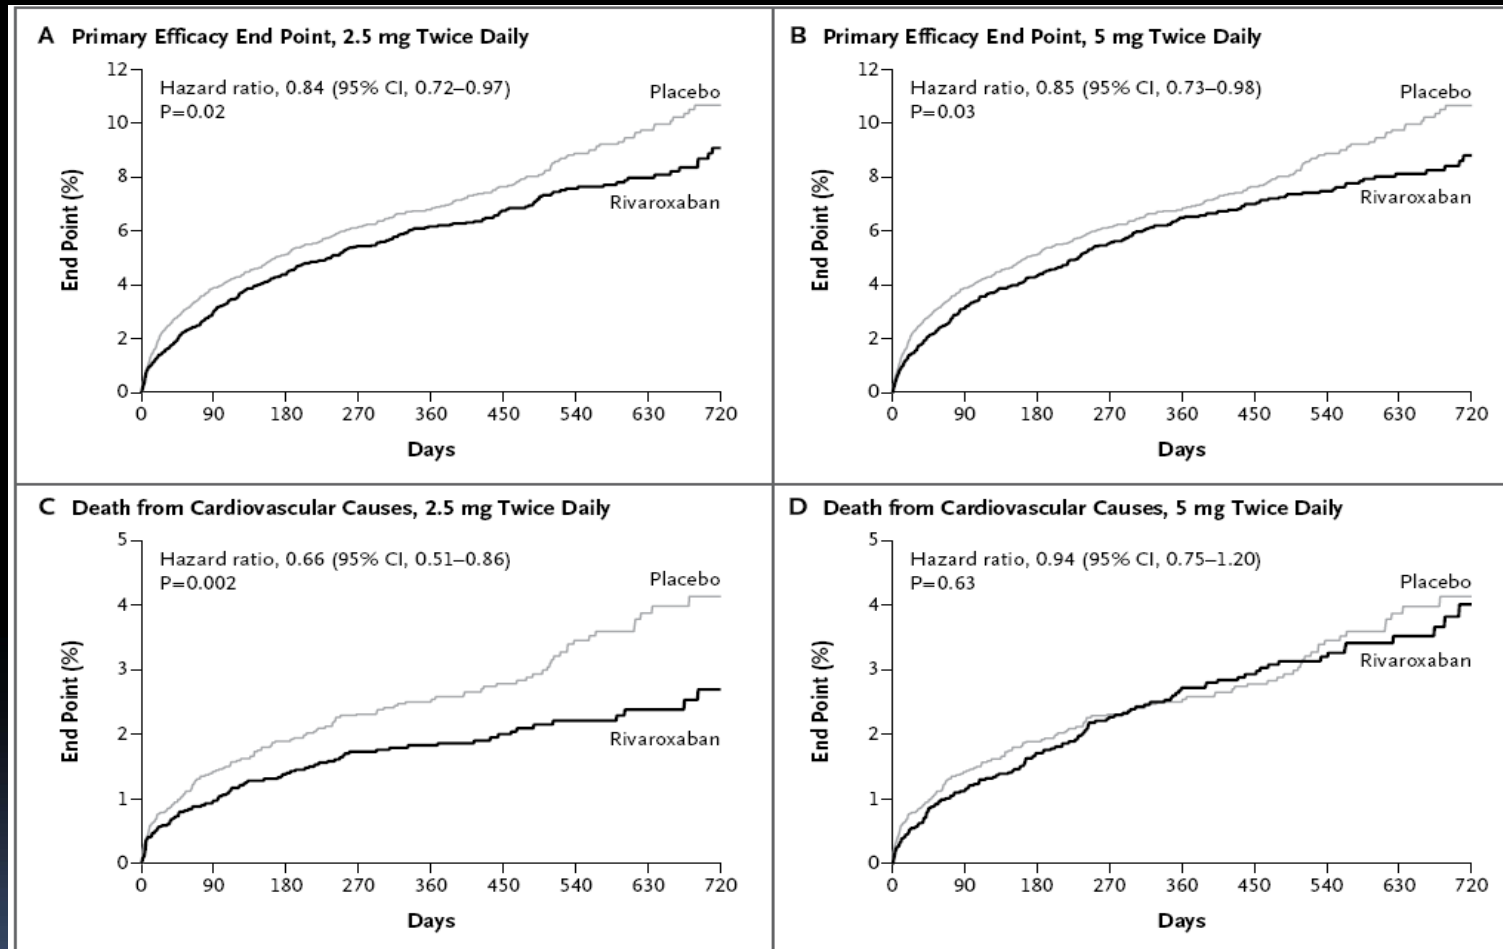 A Primary Efficacy End Point, 2.5 mg Twice Daily
12
10
8
6
4
2
0
End Point (%)
Hazard ratio, 0.84 (95% CI, 0.72–0.97)
P=0.02
Placebo
Rivaroxaban
0 90 180 270 360 450 540 630 720
Days
B Primary Efficacy End Point, 5 mg Twice Daily
12
10
8
6
4
2
0
End Point (%)
Hazard ratio, 0.85 (95% CI, 0.73–0.98)
P=0.03
Placebo
Rivaroxaban
0 90 180 270 360 450 540 630 720
Days
C Death from Cardiovascular Causes, 2.5 mg Twice Daily
5
4
3
2
1
0
End Point (%)
Hazard ratio, 0.66 (95% CI, 0.51–0.86)
P=0.002
Placebo
Rivaroxaban
0 90 180 270 360 450 540 630 720
Days
D Death from Cardiovascular Causes, 5 mg Twice Daily
5
4
3
2
1
0
End Point (%)
Hazard ratio, 0.94 (95% CI, 0.75–1.20)
P=0.63
Placebo
Rivaroxaban
0 90 180 270 360 450 540 630 720
Days